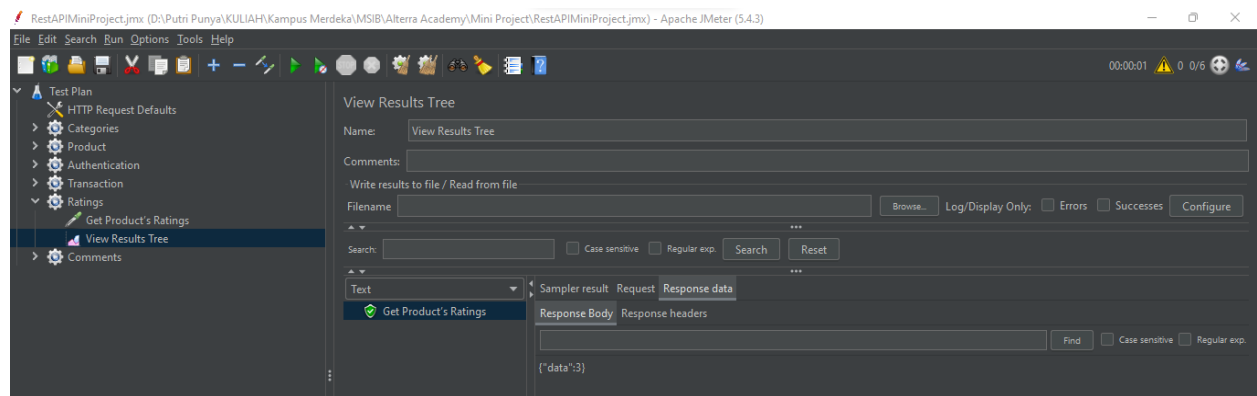 RestAPIMiniProject.jmx (D:\Putri Punya\KULIAH\Kampus Merdeka\MSIB\Alterra Academy\Mini Project\RestAPIMiniProject.jmx) - Apache JMeter (5.4.3)
File Edit Search Run Options Tools Help
00:00:01 0 0/6
Test Plan
HTTP Request Defaults
Categories
Product
Authentication
Transaction
Ratings
Get Product's Ratings
View Results Tree
Comments
View Results Tree
Name: View Results Tree
Comments:
Write results to file / Read from file
Filename Browse... Log/Display Only: Errors Successes Configure
Search: Case sensitive Regular exp. Search Reset
Text
Get Product's Ratings
Sampler result Request Response data
Response Body Response headers
Find Case sensitive Regular exp.
{"data":3}